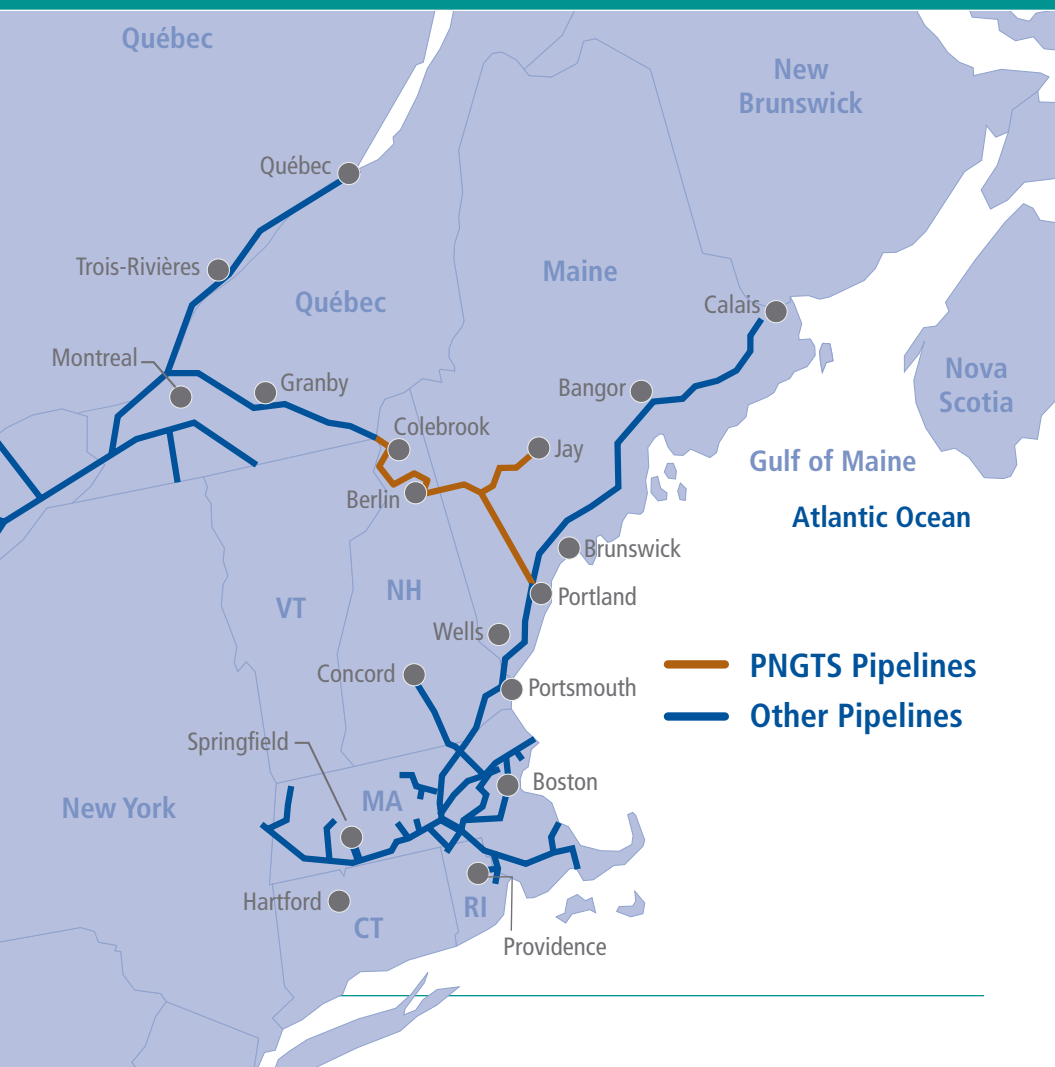 Québec
New
Brunswick
Québec
Trois-Rivières
Maine
Québec
Calais
Montreal
Granby
Bangor
Nova
Scotia
Colebrook
Jay
Gulf of Maine
Berlin
Atlantic Ocean
Brunswick
NH
Portland
VT
Wells
PNGTS Pipelines
Concord
Portsmouth
Other Pipelines
Springfield
Boston
New York
MA
Hartford
RI
CT
Providence